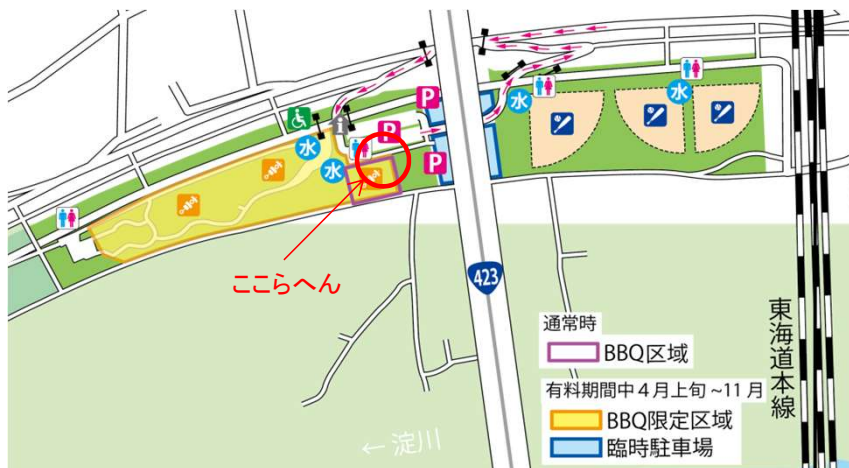 P
水
i
水
P
水
P
水
ここらへん
423
通常時
BBQ区域
有料期間中4月上旬~11月
BBQ限定区域
臨時駐車場
東海道本線
← 淀川